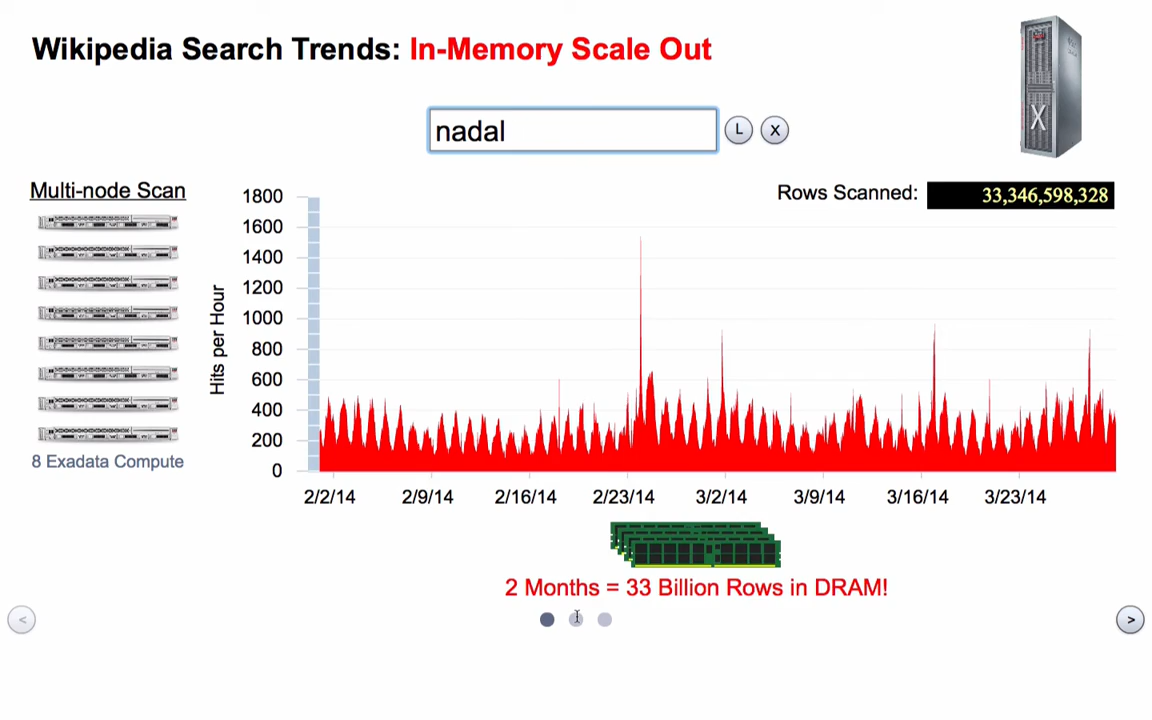 Wikipedia Search Trends: In-Memory Scale Out
nadal
L
X
X
Multi-node Scan
Rows Scanned: 33,346,598,328
1800
1600
1400
1200
1000
800
600
400
200
0
Hits per Hour
8 Exadata Compute
2/2/14 2/9/14 2/16/14 2/23/14 3/2/14 3/9/14 3/16/14 3/23/14
2 Months = 33 Billion Rows in DRAM!
< >